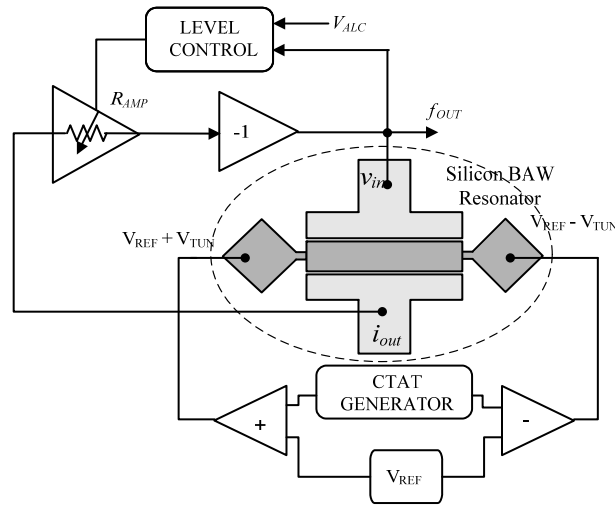 LEVEL
CONTROL
V_ALC
R_AMP
-1
f_OUT
v_in
Silicon BAW
Resonator
V_REF + V_TUN
V_REF - V_TUN
i_out
CTAT
GENERATOR
+
-
V_REF